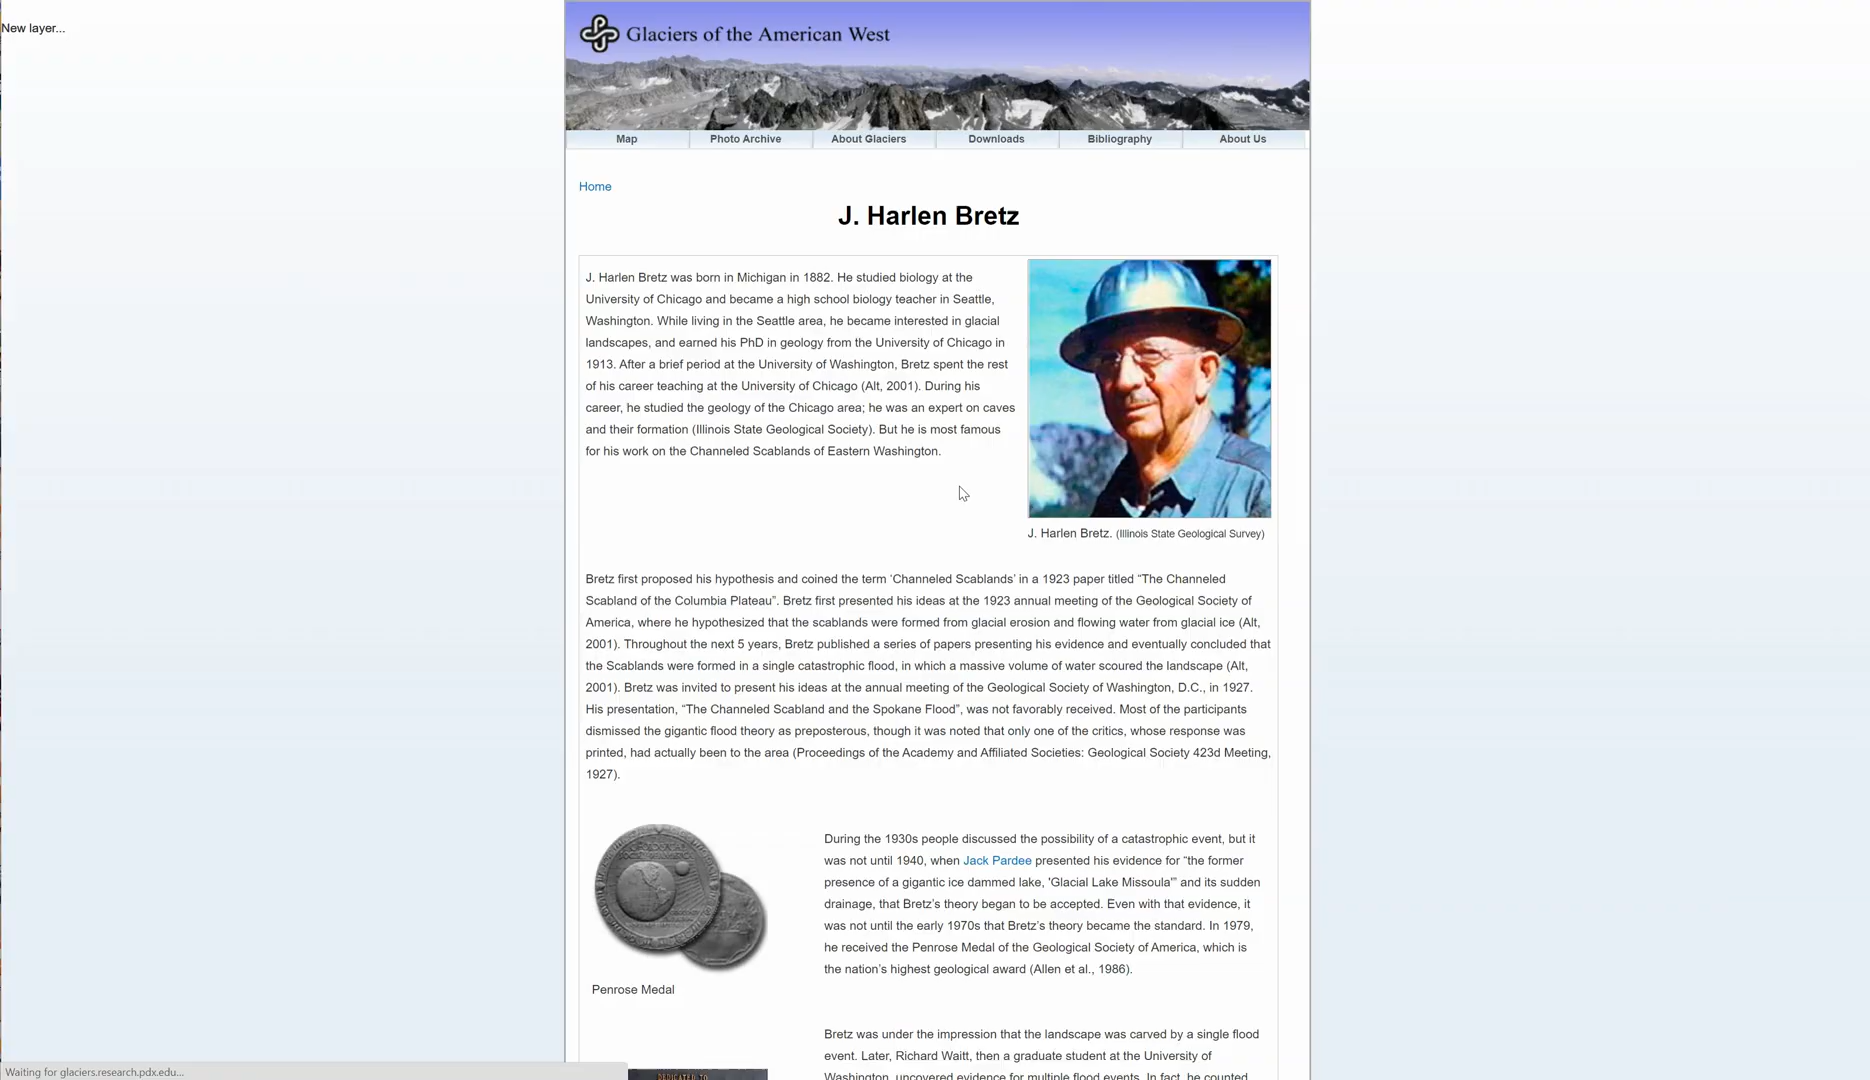 New layer...
Glaciers of the American West
Map
Photo Archive
About Glaciers
Downloads
Bibliography
About Us
Home
J. Harlen Bretz
J. Harlen Bretz was born in Michigan in 1882. He studied biology at the
University of Chicago and became a high school biology teacher in Seattle,
Washington. While living in the Seattle area, he became interested in glacial
landscapes, and earned his PhD in geology from the University of Chicago in
1913. After a brief period at the University of Washington, Bretz spent the rest
of his career teaching at the University of Chicago (Alt, 2001). During his
career, he studied the geology of the Chicago area; he was an expert on caves
and their formation (Illinois State Geological Society). But he is most famous
for his work on the Channeled Scablands of Eastern Washington.
J. Harlen Bretz. (Illinois State Geological Survey)
Bretz first proposed his hypothesis and coined the term ‘Channeled Scablands’ in a 1923 paper titled “The Channeled
Scabland of the Columbia Plateau”. Bretz first presented his ideas at the 1923 annual meeting of the Geological Society of
America, where he hypothesized that the scablands were formed from glacial erosion and flowing water from glacial ice (Alt,
2001). Throughout the next 5 years, Bretz published a series of papers presenting his evidence and eventually concluded that
the Scablands were formed in a single catastrophic flood, in which a massive volume of water scoured the landscape (Alt,
2001). Bretz was invited to present his ideas at the annual meeting of the Geological Society of Washington, D.C., in 1927.
His presentation, “The Channeled Scabland and the Spokane Flood”, was not favorably received. Most of the participants
dismissed the gigantic flood theory as preposterous, though it was noted that only one of the critics, whose response was
printed, had actually been to the area (Proceedings of the Academy and Affiliated Societies: Geological Society 423d Meeting,
1927).
During the 1930s people discussed the possibility of a catastrophic event, but it
was not until 1940, when Jack Pardee presented his evidence for “the former
presence of a gigantic ice dammed lake, 'Glacial Lake Missoula'” and its sudden
drainage, that Bretz’s theory began to be accepted. Even with that evidence, it
was not until the early 1970s that Bretz’s theory became the standard. In 1979,
he received the Penrose Medal of the Geological Society of America, which is
the nation’s highest geological award (Allen et al., 1986).
Penrose Medal
Bretz was under the impression that the landscape was carved by a single flood
event. Later, Richard Waitt, then a graduate student at the University of
Washington, uncovered evidence for multiple flood events. In fact, he counted
DEDICATED TO
Waiting for glaciers.research.pdx.edu...